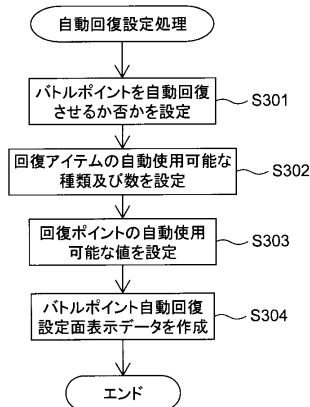 自動回復設定処理
バトルポイントを自動回復
させるか否かを設定
S301
回復アイテムの自動使用可能な
種類及び数を設定
S302
回復ポイントの自動使用
可能な値を設定
S303
バトルポイント自動回復
設定面表示データを作成
S304
エンド